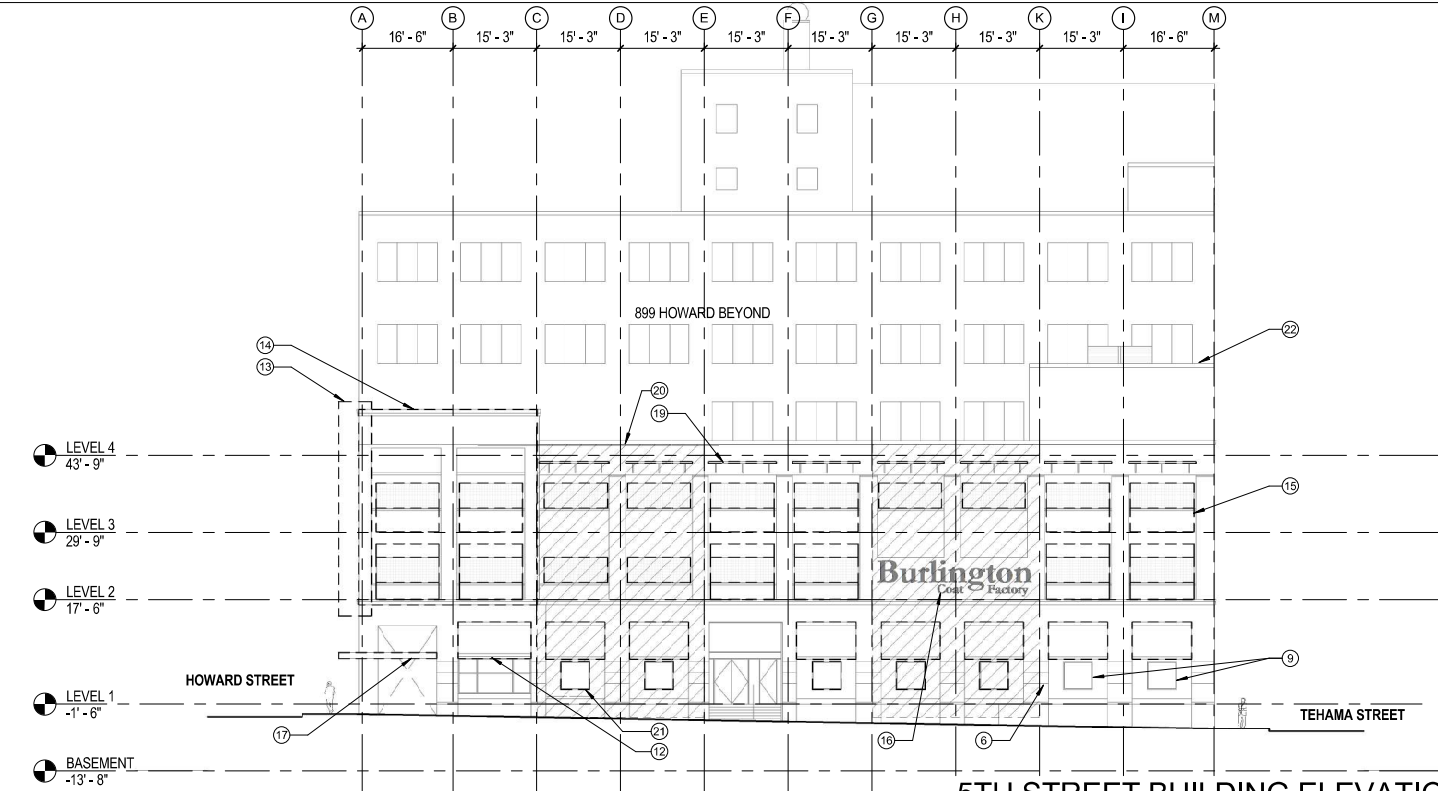 A B C D E F G H K I M
16' - 6" 15' - 3" 15' - 3" 15' - 3" 15' - 3" 15' - 3" 15' - 3" 15' - 3" 15' - 3" 16' - 6"
899 HOWARD BEYOND
22
14
13
20
19
LEVEL 4
43' - 9"
15
LEVEL 3
29' - 9"
Burlington
Coat Factory
LEVEL 2
17' - 6"
9
HOWARD STREET
LEVEL 1
-1' - 6"
TEHAMA STREET
17
21
12
16
6
BASEMENT
-13' - 8"
5TH STREET BUILDING ELEVATIO